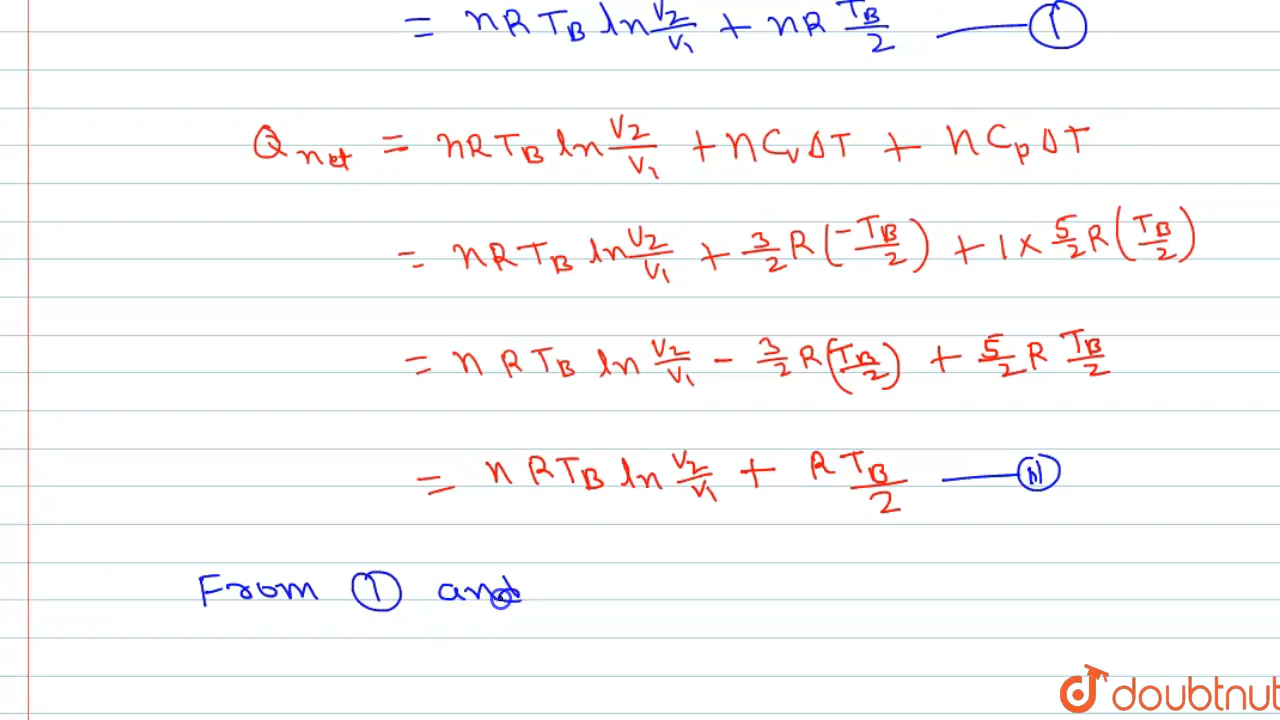 = nRT_B ln V₂/V₁ + nR T_B/2 —— ①
Q_net = nRT_B ln V₂/V₁ + nC_vΔT + nC_pΔT
= nRT_B ln V₂/V₁ + 3/2 R(-T_B/2) + 1 × 5/2 R(T_B/2)
= nRT_B ln V₂/V₁ - 3/2 R(T_B/2) + 5/2 R T_B/2
= nRT_B ln V₂/V₁ + R T_B/2 —— ⑪
From ① and
doubtnut